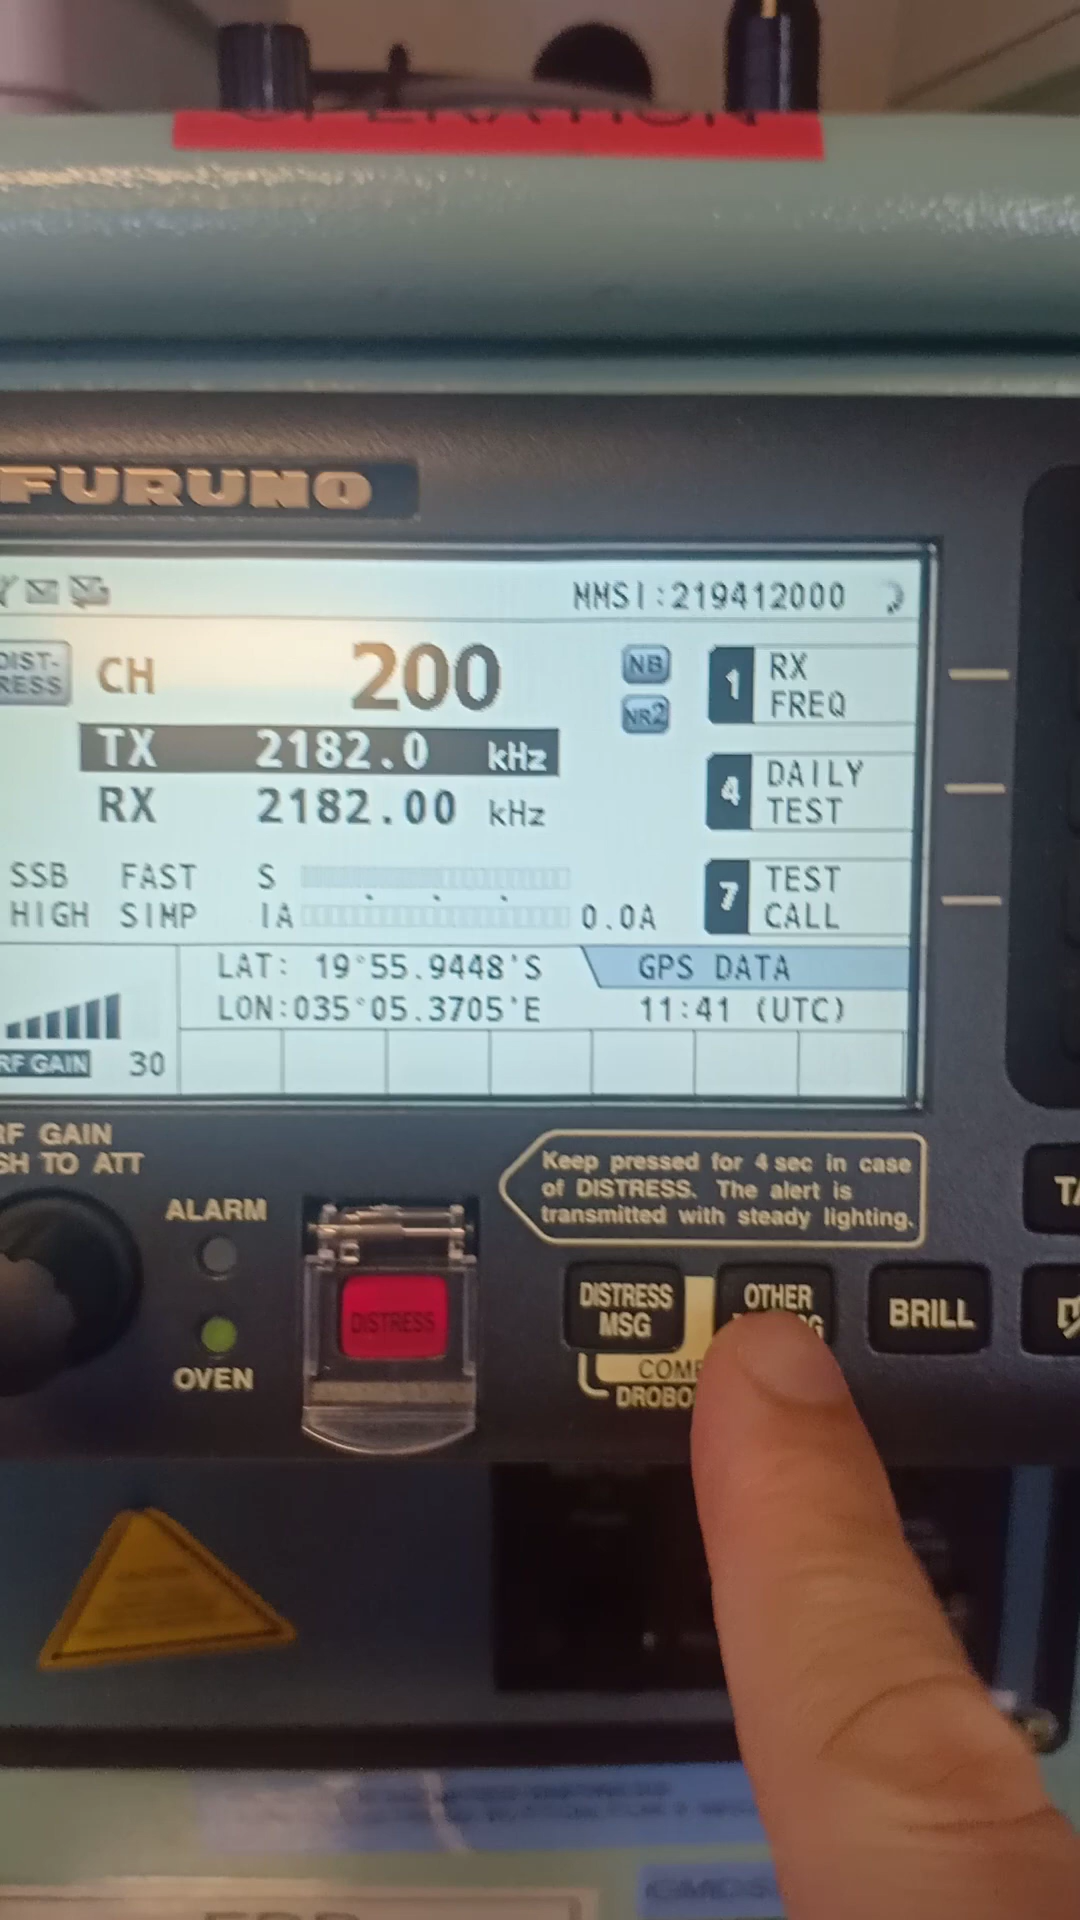 OPERATION
FURUNO
MMSI:219412000
DIST-
RESS
CH 200
NB
NR2
1 RX
FREQ
TX 2182.0 kHz
RX 2182.00 kHz
4 DAILY
TEST
SSB FAST S
HIGH SIMP IA 0.0A
7 TEST
CALL
LAT: 19°55.9448'S
LON:035°05.3705'E
GPS DATA
11:41 (UTC)
RF GAIN 30
RF GAIN
SH TO ATT
ALARM
OVEN
DISTRESS
Keep pressed for 4 sec in case
of DISTRESS. The alert is
transmitted with steady lighting.
DISTRESS
MSG
OTHER
BRILL
TA
COM
DROBO
GMDS